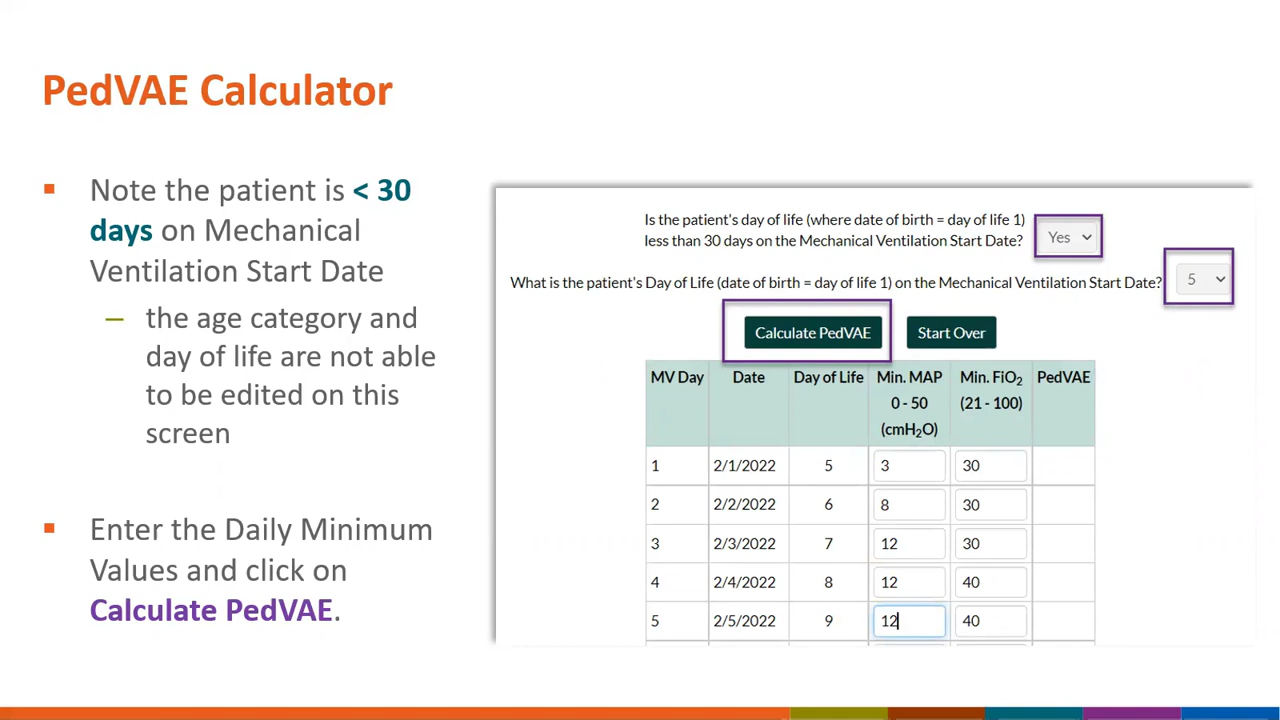 PedVAE Calculator
▪ Note the patient is < 30
days on Mechanical
Ventilation Start Date
– the age category and
day of life are not able
to be edited on this
screen
▪ Enter the Daily Minimum
Values and click on
Calculate PedVAE.
Is the patient's day of life (where date of birth = day of life 1)
less than 30 days on the Mechanical Ventilation Start Date? Yes
What is the patient's Day of Life (date of birth = day of life 1) on the Mechanical Ventilation Start Date? 5
Calculate PedVAE Start Over
MV Day Date Day of Life Min. MAP Min. FiO₂ PedVAE
0 - 50 (21 - 100)
(cmH₂O)
1 2/1/2022 5 3 30
2 2/2/2022 6 8 30
3 2/3/2022 7 12 30
4 2/4/2022 8 12 40
5 2/5/2022 9 12 40